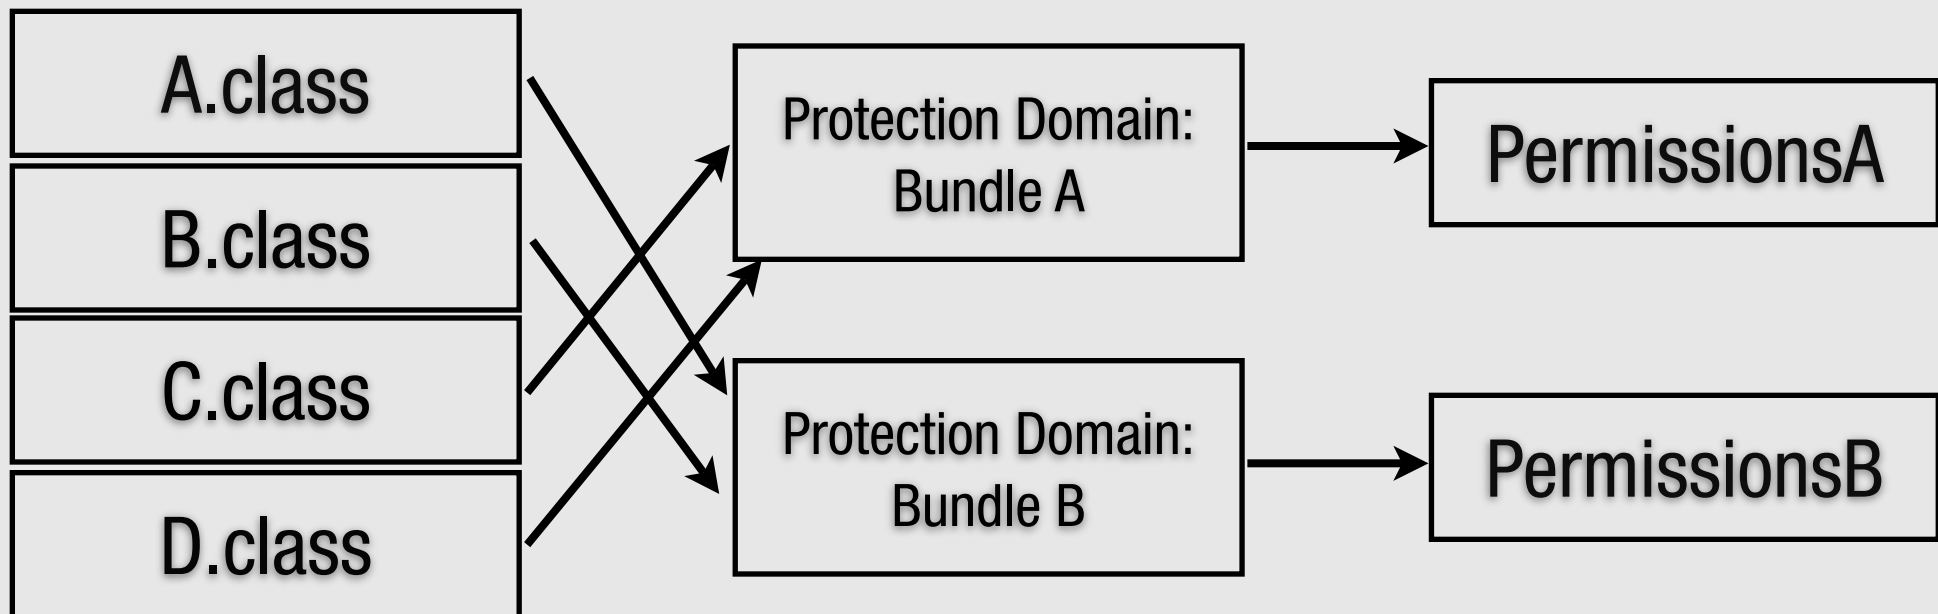 A.class
B.class
C.class
D.class
Protection Domain:
Bundle A
Protection Domain:
Bundle B
PermissionsA
PermissionsB